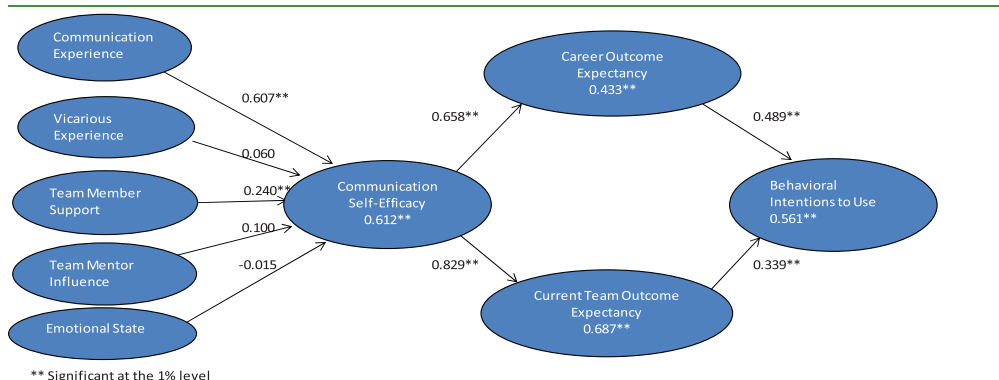 Communication
Experience
0.607**
Vicarious
Experience
0.060
Team Member
Support
0.240**
Team Mentor
Influence
0.100
Emotional State
-0.015
Communication
Self-Efficacy
0.612**
0.658**
0.829**
Career Outcome
Expectancy
0.433**
Current Team Outcome
Expectancy
0.687**
0.489**
0.339**
Behavioral
Intentions to Use
0.561**
** Significant at the 1% level